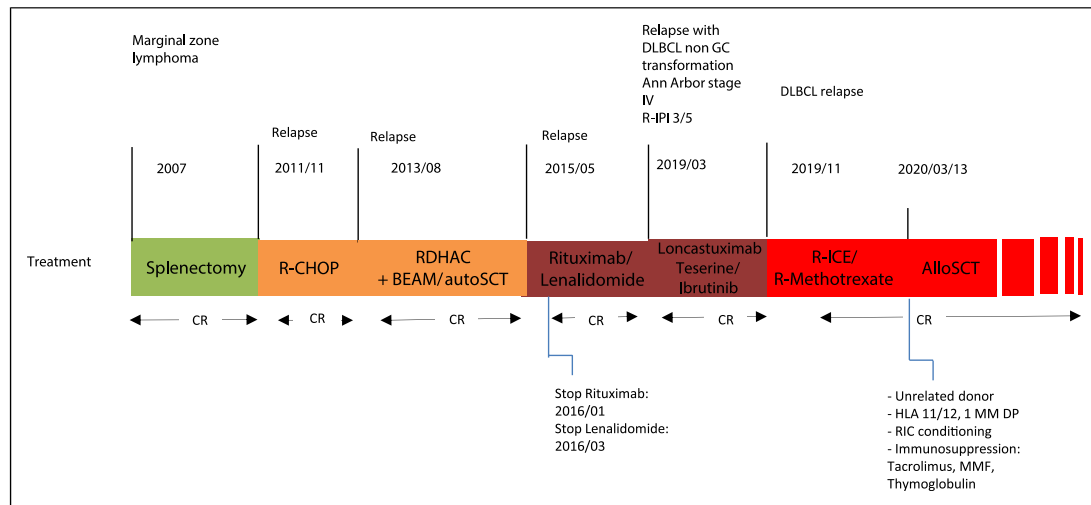 Marginal zone
lymphoma
Relapse
Relapse
Relapse
Relapse with
DLBCL non GC
transformation
Ann Arbor stage
IV
R-IPI 3/5
DLBCL relapse
2007
2011/11
2013/08
2015/05
2019/03
2019/11
2020/03/13
Treatment
Splenectomy
R-CHOP
RDHAC
+ BEAM/autoSCT
Rituximab/
Lenalidomide
Loncastuximab
Teserine/
Ibrutinib
R-ICE/
R-Methotrexate
AlloSCT
CR
CR
CR
CR
CR
CR
Stop Rituximab:
2016/01
Stop Lenalidomide:
2016/03
- Unrelated donor
- HLA 11/12, 1 MM DP
- RIC conditioning
- Immunosuppression:
Tacrolimus, MMF,
Thymoglobulin